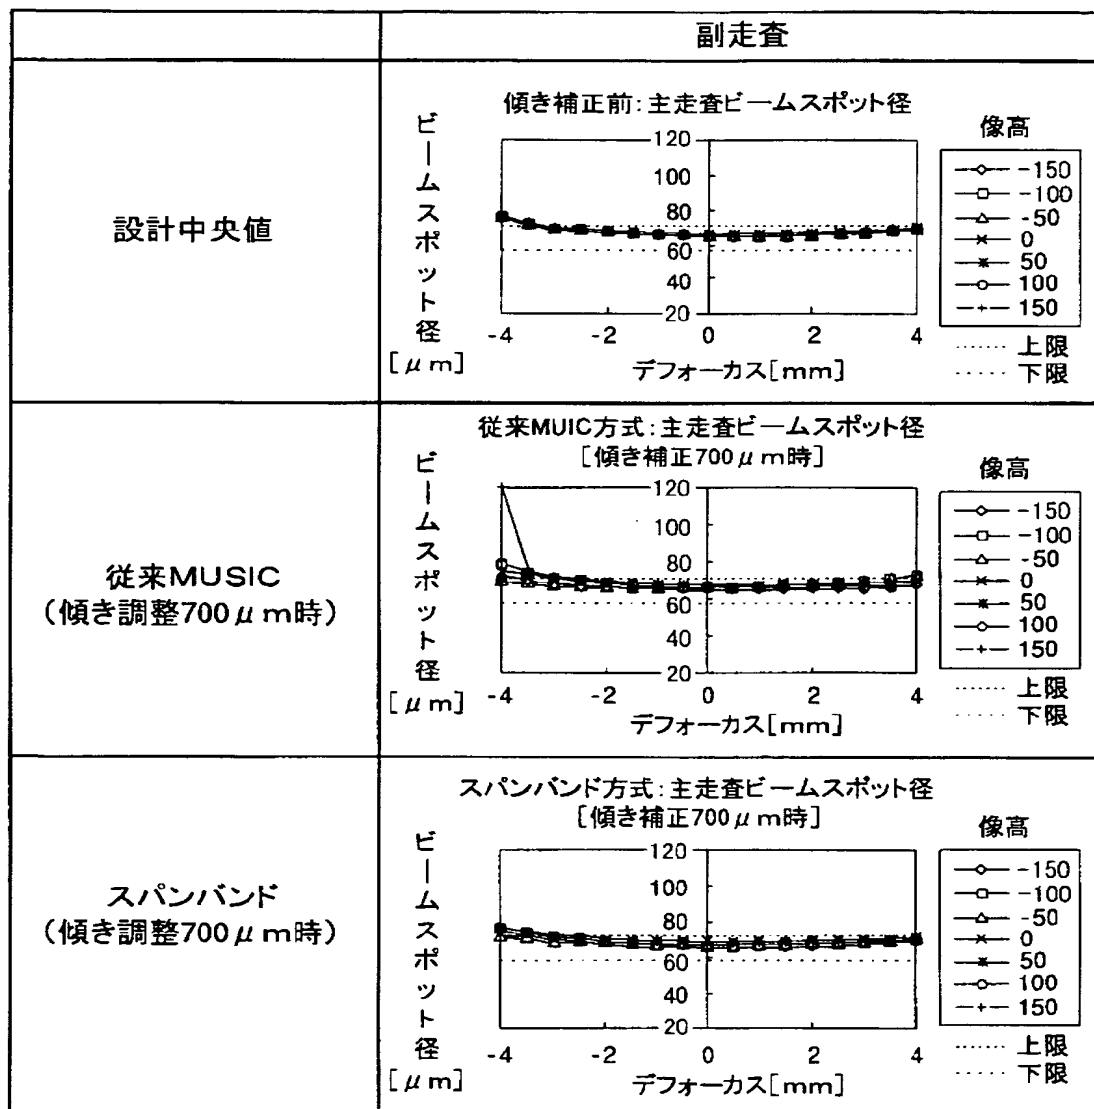 副走査
設計中央値
傾き補正前:主走査ビームスポット径
ビームスポット径
[μm]
120
100
80
60
40
20
-4
-2
0
2
4
デフォーカス[mm]
像高
-150
-100
-50
0
50
100
150
上限
下限
従来MUSIC
(傾き調整700μm時)
従来MUIC方式:主走査ビームスポット径
[傾き補正700μm時]
ビームスポット径
[μm]
120
100
80
60
40
20
-4
-2
0
2
4
デフォーカス[mm]
像高
-150
-100
-50
0
50
100
150
上限
下限
スパンバンド
(傾き調整700μm時)
スパンバンド方式:主走査ビームスポット径
[傾き補正700μm時]
ビームスポット径
[μm]
120
100
80
60
40
20
-4
-2
0
2
4
デフォーカス[mm]
像高
-150
-100
-50
0
50
100
150
上限
下限